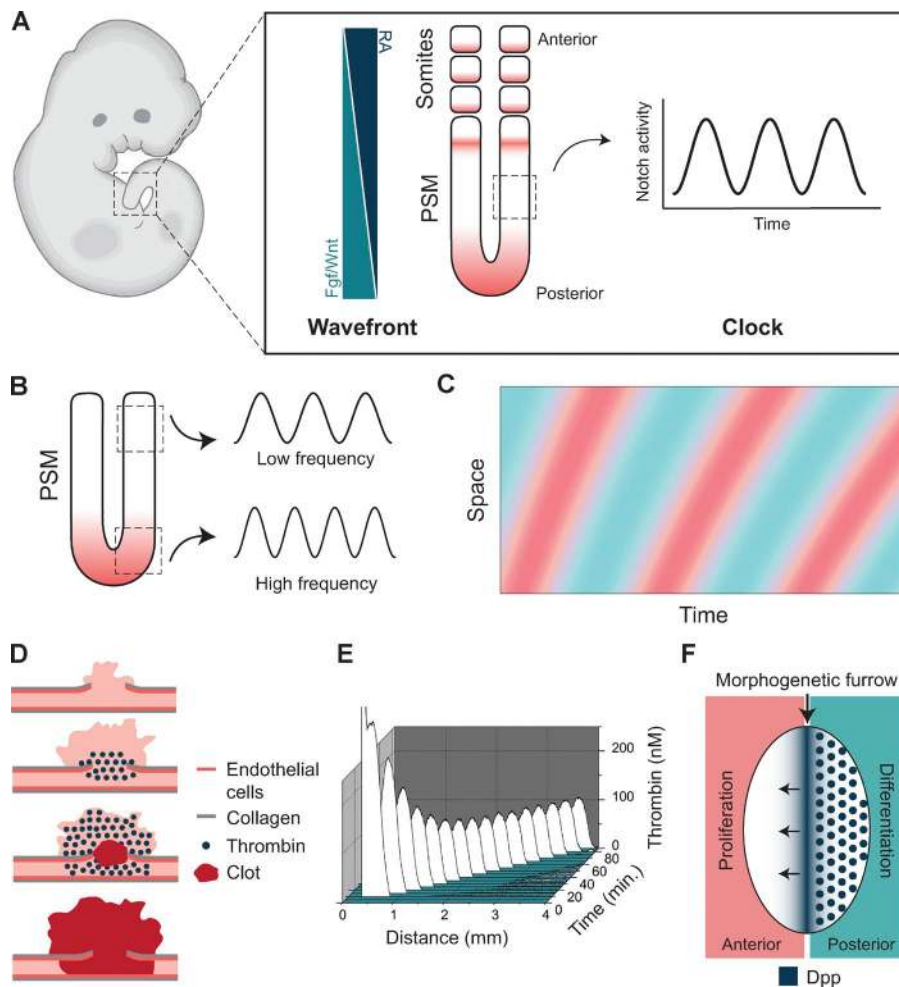 A
RA
Fgf/Wnt
Wavefront
Somites
PSM
Anterior
Posterior
Notch activity
Time
Clock
B
PSM
Low frequency
High frequency
C
Space
Time
D
Endothelial
cells
Collagen
Thrombin
Clot
E
200
100
0
Thrombin (nM)
80
60
40
20
0
Time (min.)
0
1
2
3
4
Distance (mm)
F
Morphogenetic furrow
Proliferation
Differentiation
Anterior
Posterior
Dpp